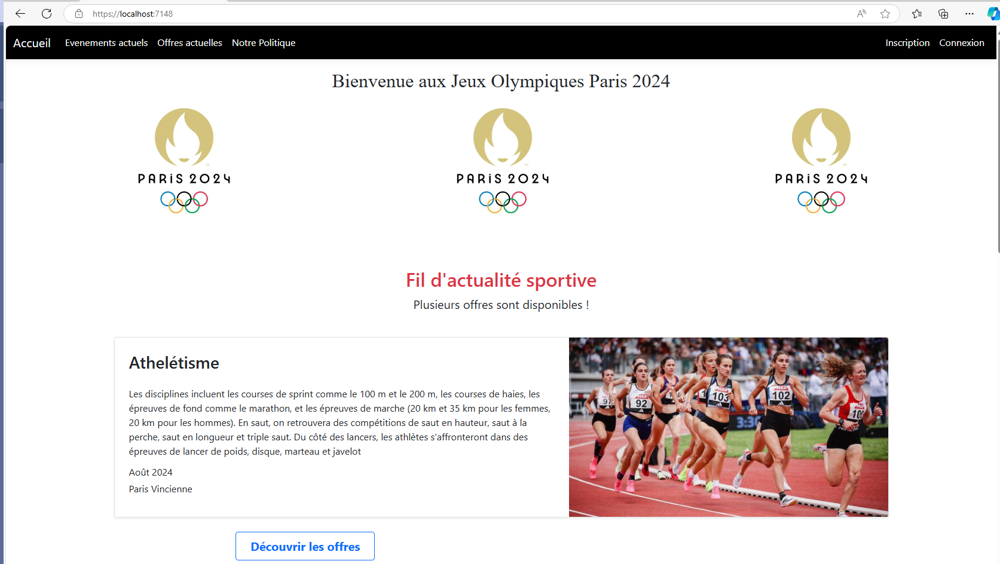 https://localhost:7148
Accueil Evenements actuels Offres actuelles Notre Politique Inscription Connexion
Bienvenue aux Jeux Olympiques Paris 2024
PARiS 2024 PARiS 2024 PARiS 2024
Fil d'actualité sportive
Plusieurs offres sont disponibles !
Athelétisme
Les disciplines incluent les courses de sprint comme le 100 m et le 200 m, les courses de haies, les
épreuves de fond comme le marathon, et les épreuves de marche (20 km et 35 km pour les femmes,
20 km pour les hommes). En saut, on retrouvera des compétitions de saut en hauteur, saut à la
perche, saut en longueur et triple saut. Du côté des lancers, les athlètes s'affronteront dans des
épreuves de lancer de poids, disque, marteau et javelot
Août 2024
Paris Vincienne
97
92
103
102
MAIF
3:30
Découvrir les offres